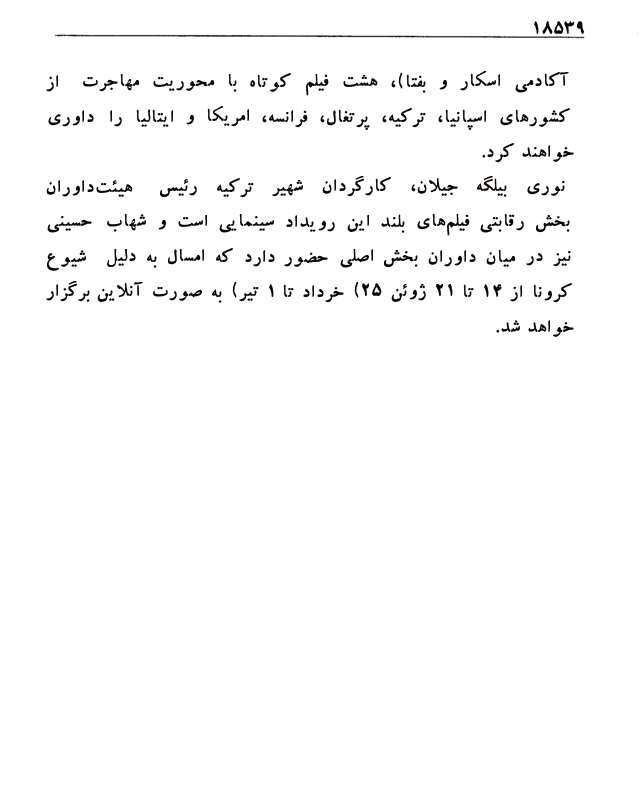 ۱۸۵۳۹
آکادمی اسکار و بفتا)، هشت فیلم کوتاه با محوریت مهاجرت از
کشورهای اسپانیا، ترکیه، پرتغال، فرانسه، امریکا و ایتالیا را داوری
خواهند کرد.
نوری بیلگه جیلان، کارگردان شهیر ترکیه رئیس هیئت‌داوران
بخش رقابتی فیلم‌های بلند این رویداد سینمایی است و شهاب حسینی
نیز در میان داوران بخش اصلی حضور دارد که امسال به دلیل شیوع
کرونا از ۱۴ تا ۲۱ ژوئن ۲۵) خرداد تا ۱ تیر) به صورت آنلاین برگزار
خواهد شد.